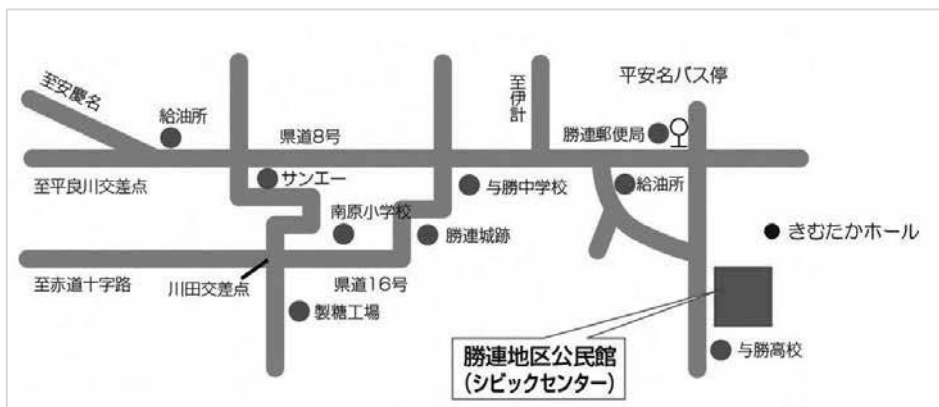 至安慶名
給油所
至伊計
平安名バス停
県道8号
勝連郵便局
至平良川交差点
サンエー
与勝中学校
給油所
南原小学校
勝連城跡
きむたかホール
至赤道十字路
川田交差点
県道16号
製糖工場
勝連地区公民館
(シビックセンター)
与勝高校